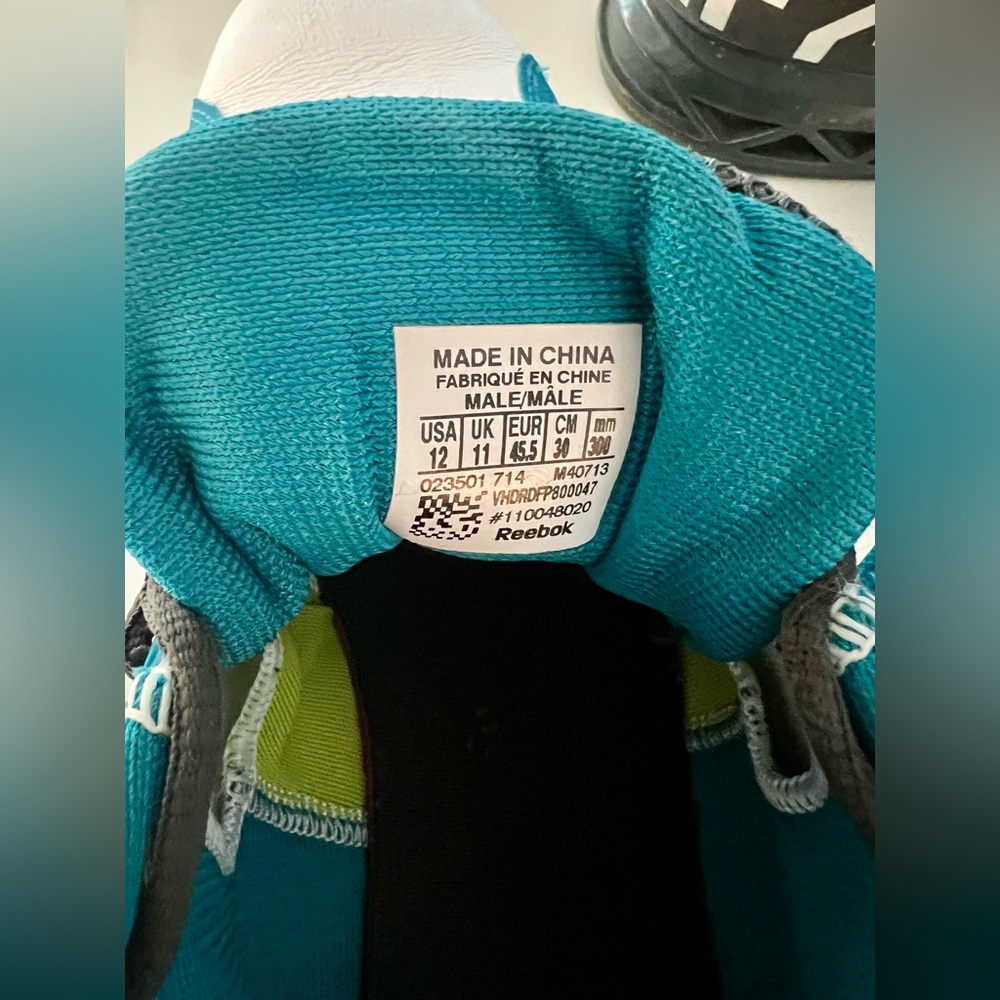 MADE IN CHINA
FABRIQUÉ EN CHINE
MALE/MÂLE
USA UK EUR CM mm
12 11 45.5 30 300
023501 714 M40713
VHDRDFP800047
#110048020
Reebok